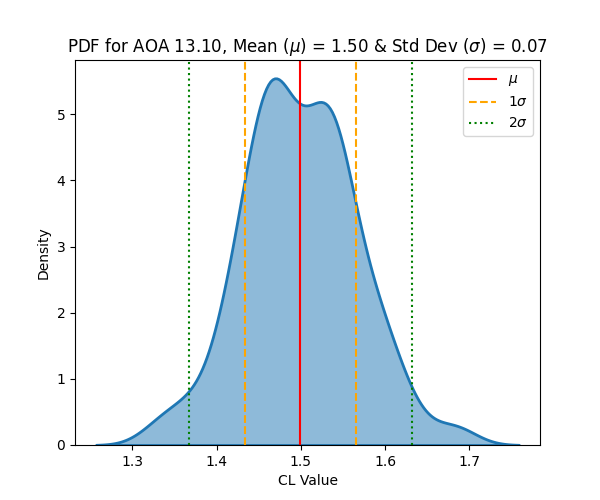 PDF for AOA 13.10, Mean (μ) = 1.50 & Std Dev (σ) = 0.07
μ
1σ
2σ
5
4
3
2
1
0
Density
1.3 1.4 1.5 1.6 1.7
CL Value